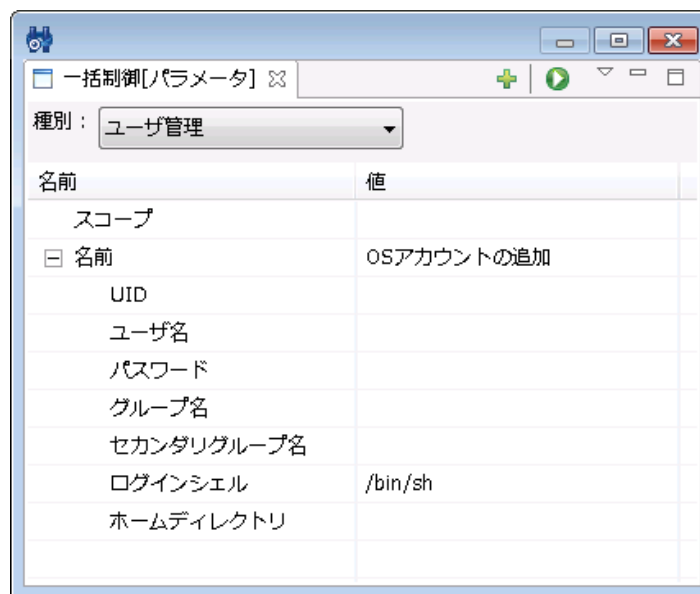 一括制御[パラメータ]
種別：
ユーザ管理
名前 値
スコープ
名前 OSアカウントの追加
UID
ユーザ名
パスワード
グループ名
セカンダリグループ名
ログインシェル /bin/sh
ホームディレクトリ